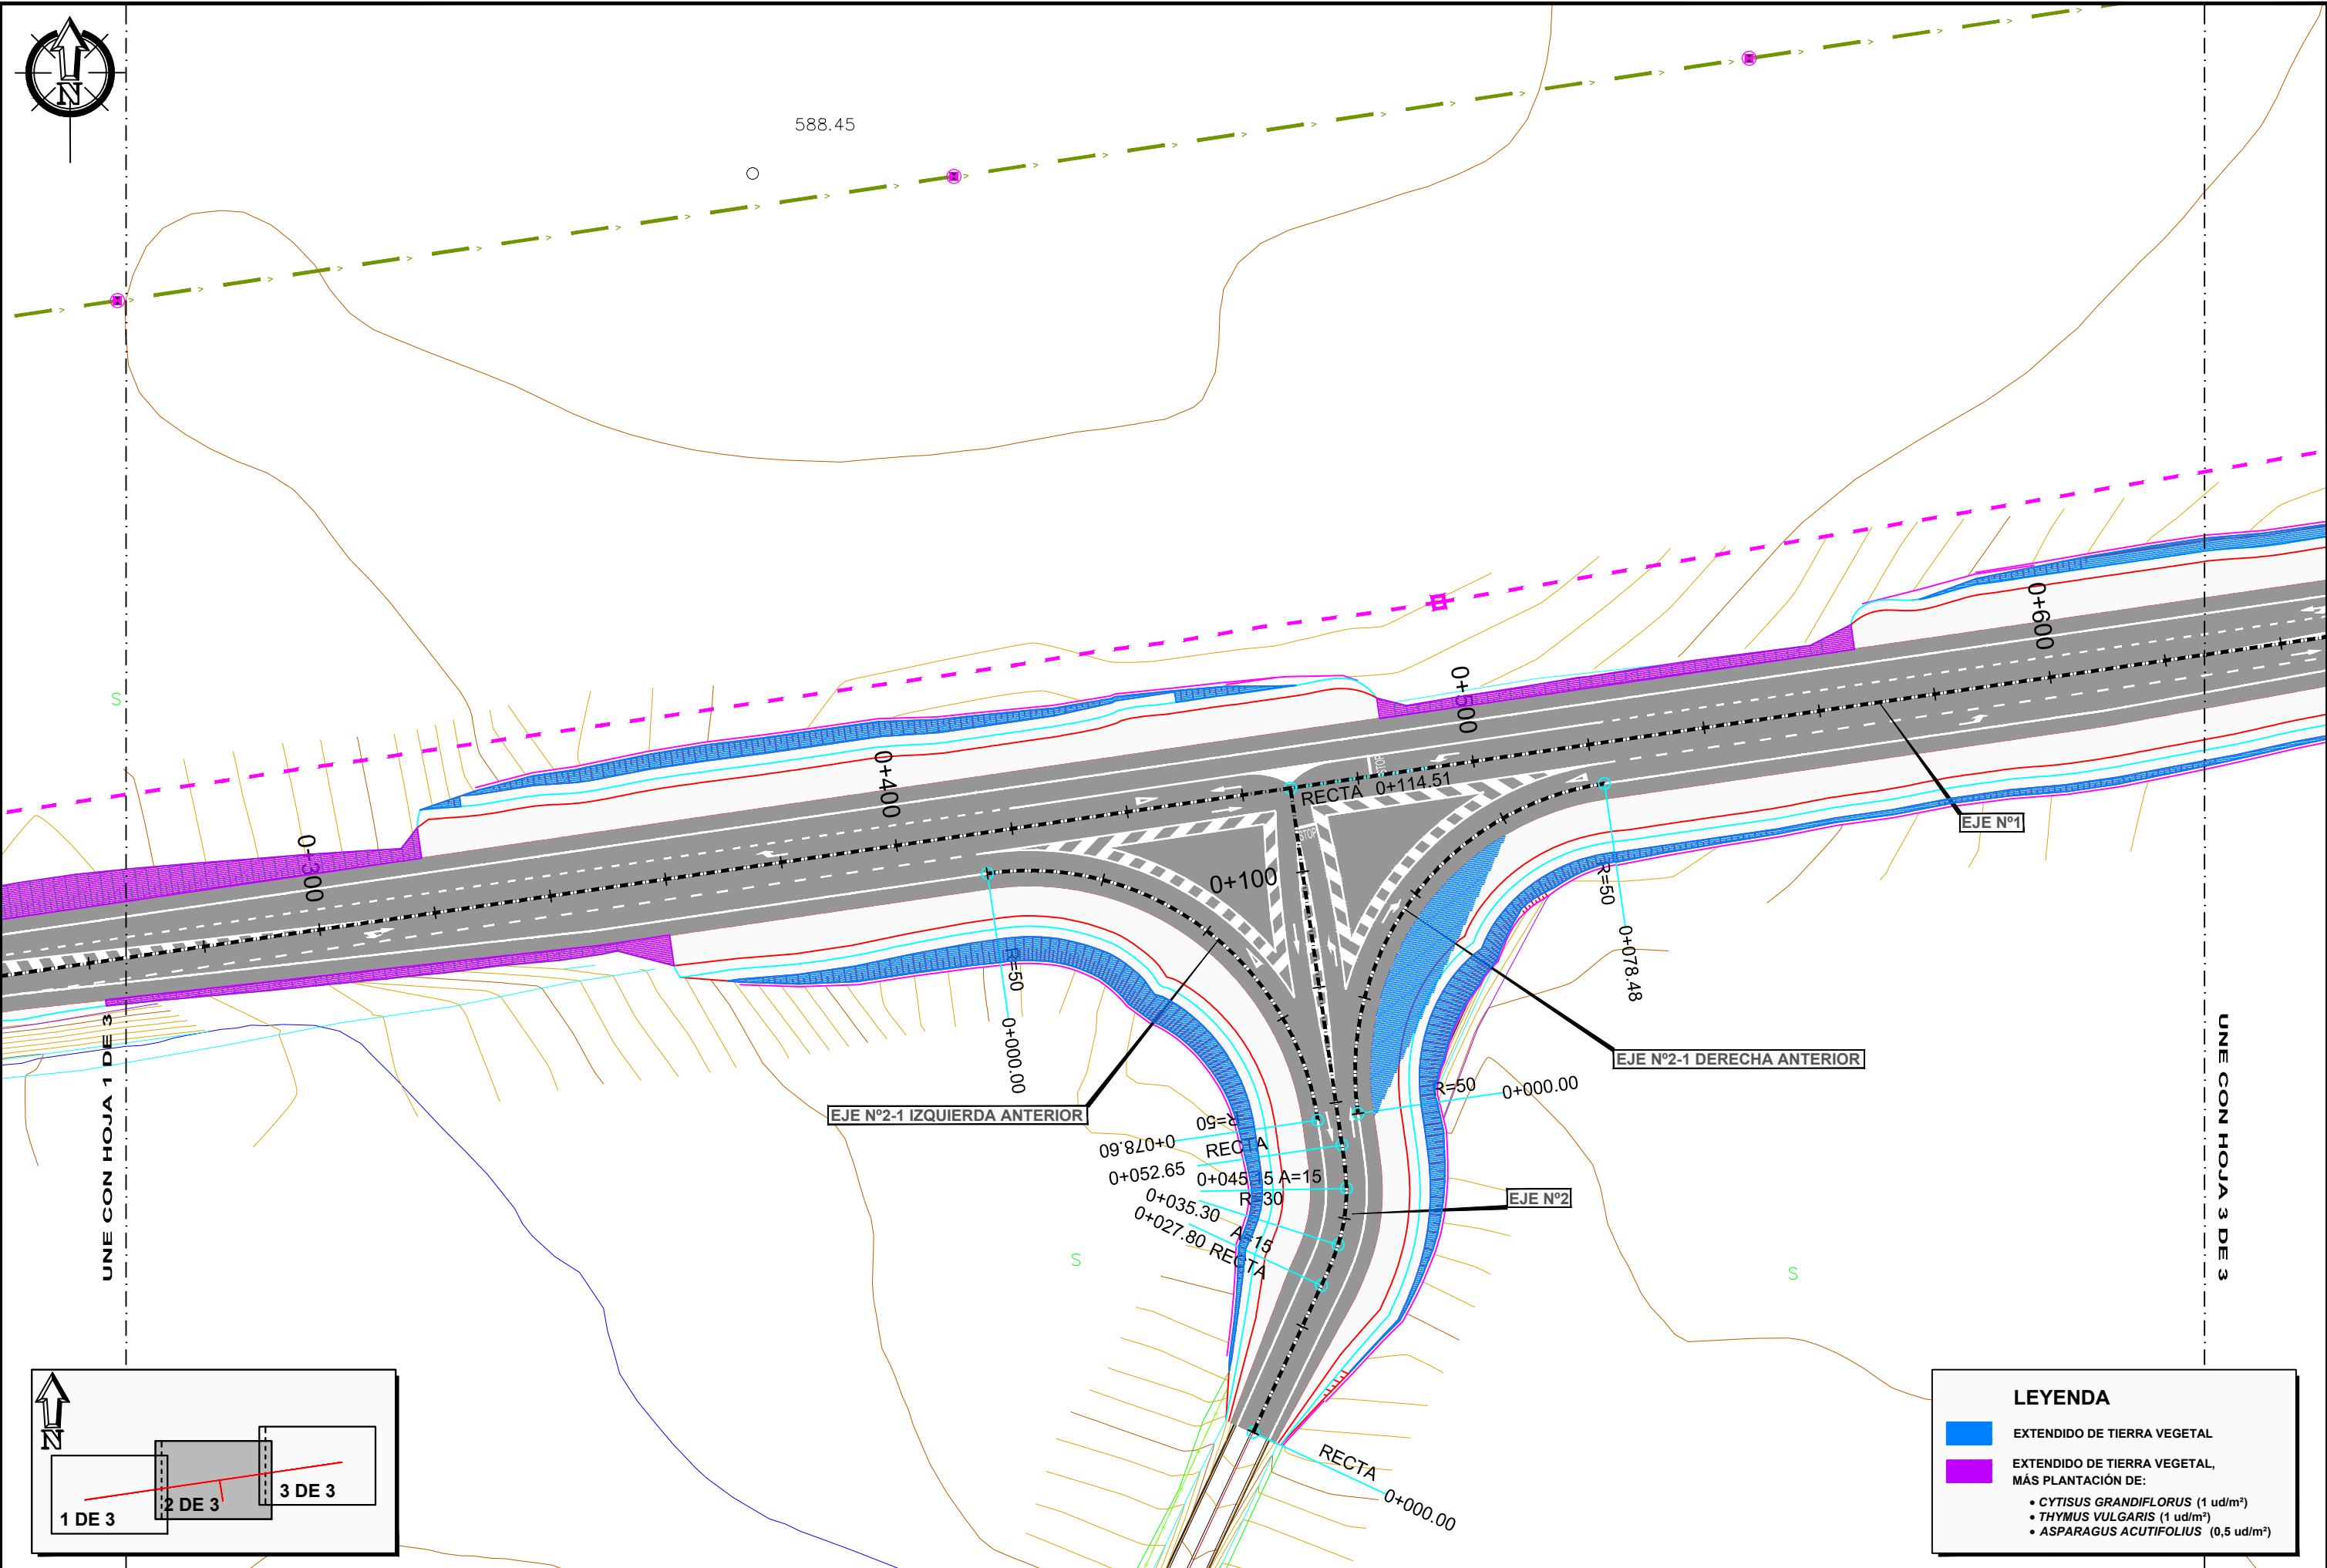 N
588.45
S
0+300
0+400
0+500
0+600
STOP
RECTA 0+114.51
STOP
0+100
EJE Nº1
R=50
0+078.48
R=50
0+000.00
EJE Nº2-1 DERECHA ANTERIOR
EJE Nº2-1 IZQUIERDA ANTERIOR
R=50
0+000.00
R=50
0+078.60
RECTA
0+052.65
0+045.15 A=15
R=30
0+035.30
A=15
0+027.80 RECTA
EJE Nº2
S
S
UNE CON HOJA 1 DE 3
UNE CON HOJA 3 DE 3
RECTA
0+000.00
N
1 DE 3
2 DE 3
3 DE 3
LEYENDA
EXTENDIDO DE TIERRA VEGETAL
EXTENDIDO DE TIERRA VEGETAL,
MÁS PLANTACIÓN DE:
• CYTISUS GRANDIFLORUS (1 ud/m²)
• THYMUS VULGARIS (1 ud/m²)
• ASPARAGUS ACUTIFOLIUS (0,5 ud/m²)